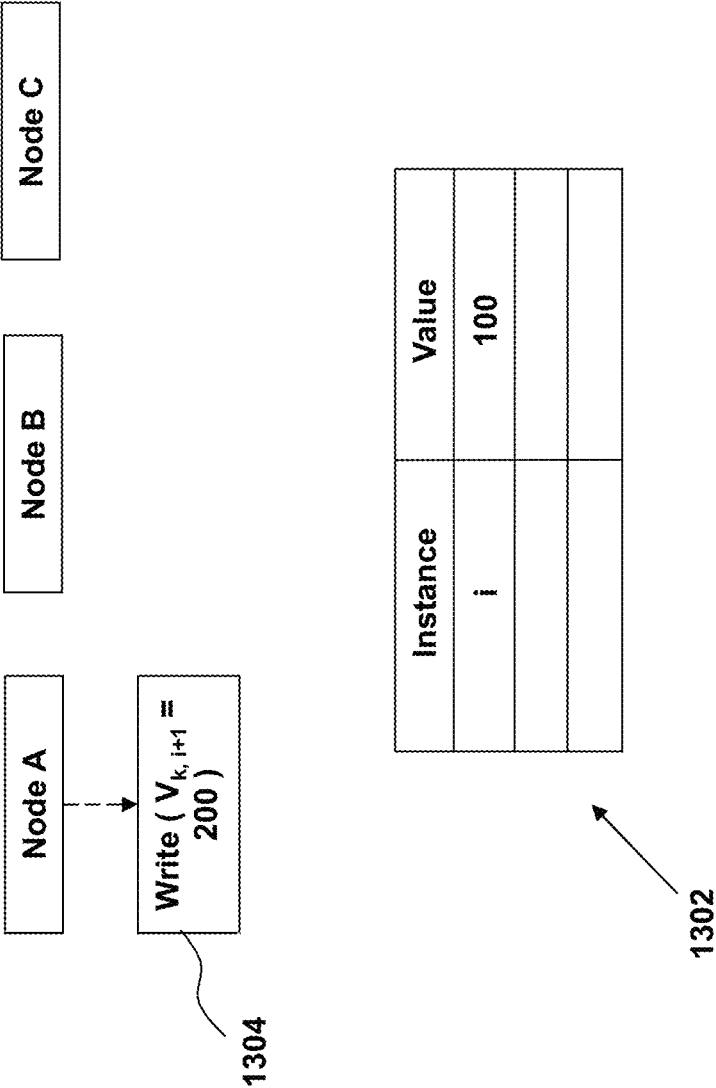 Node A
Node B
Node C
Write ( V k, i+1 =
200 )
1304
Instance
Value
i
100
1302